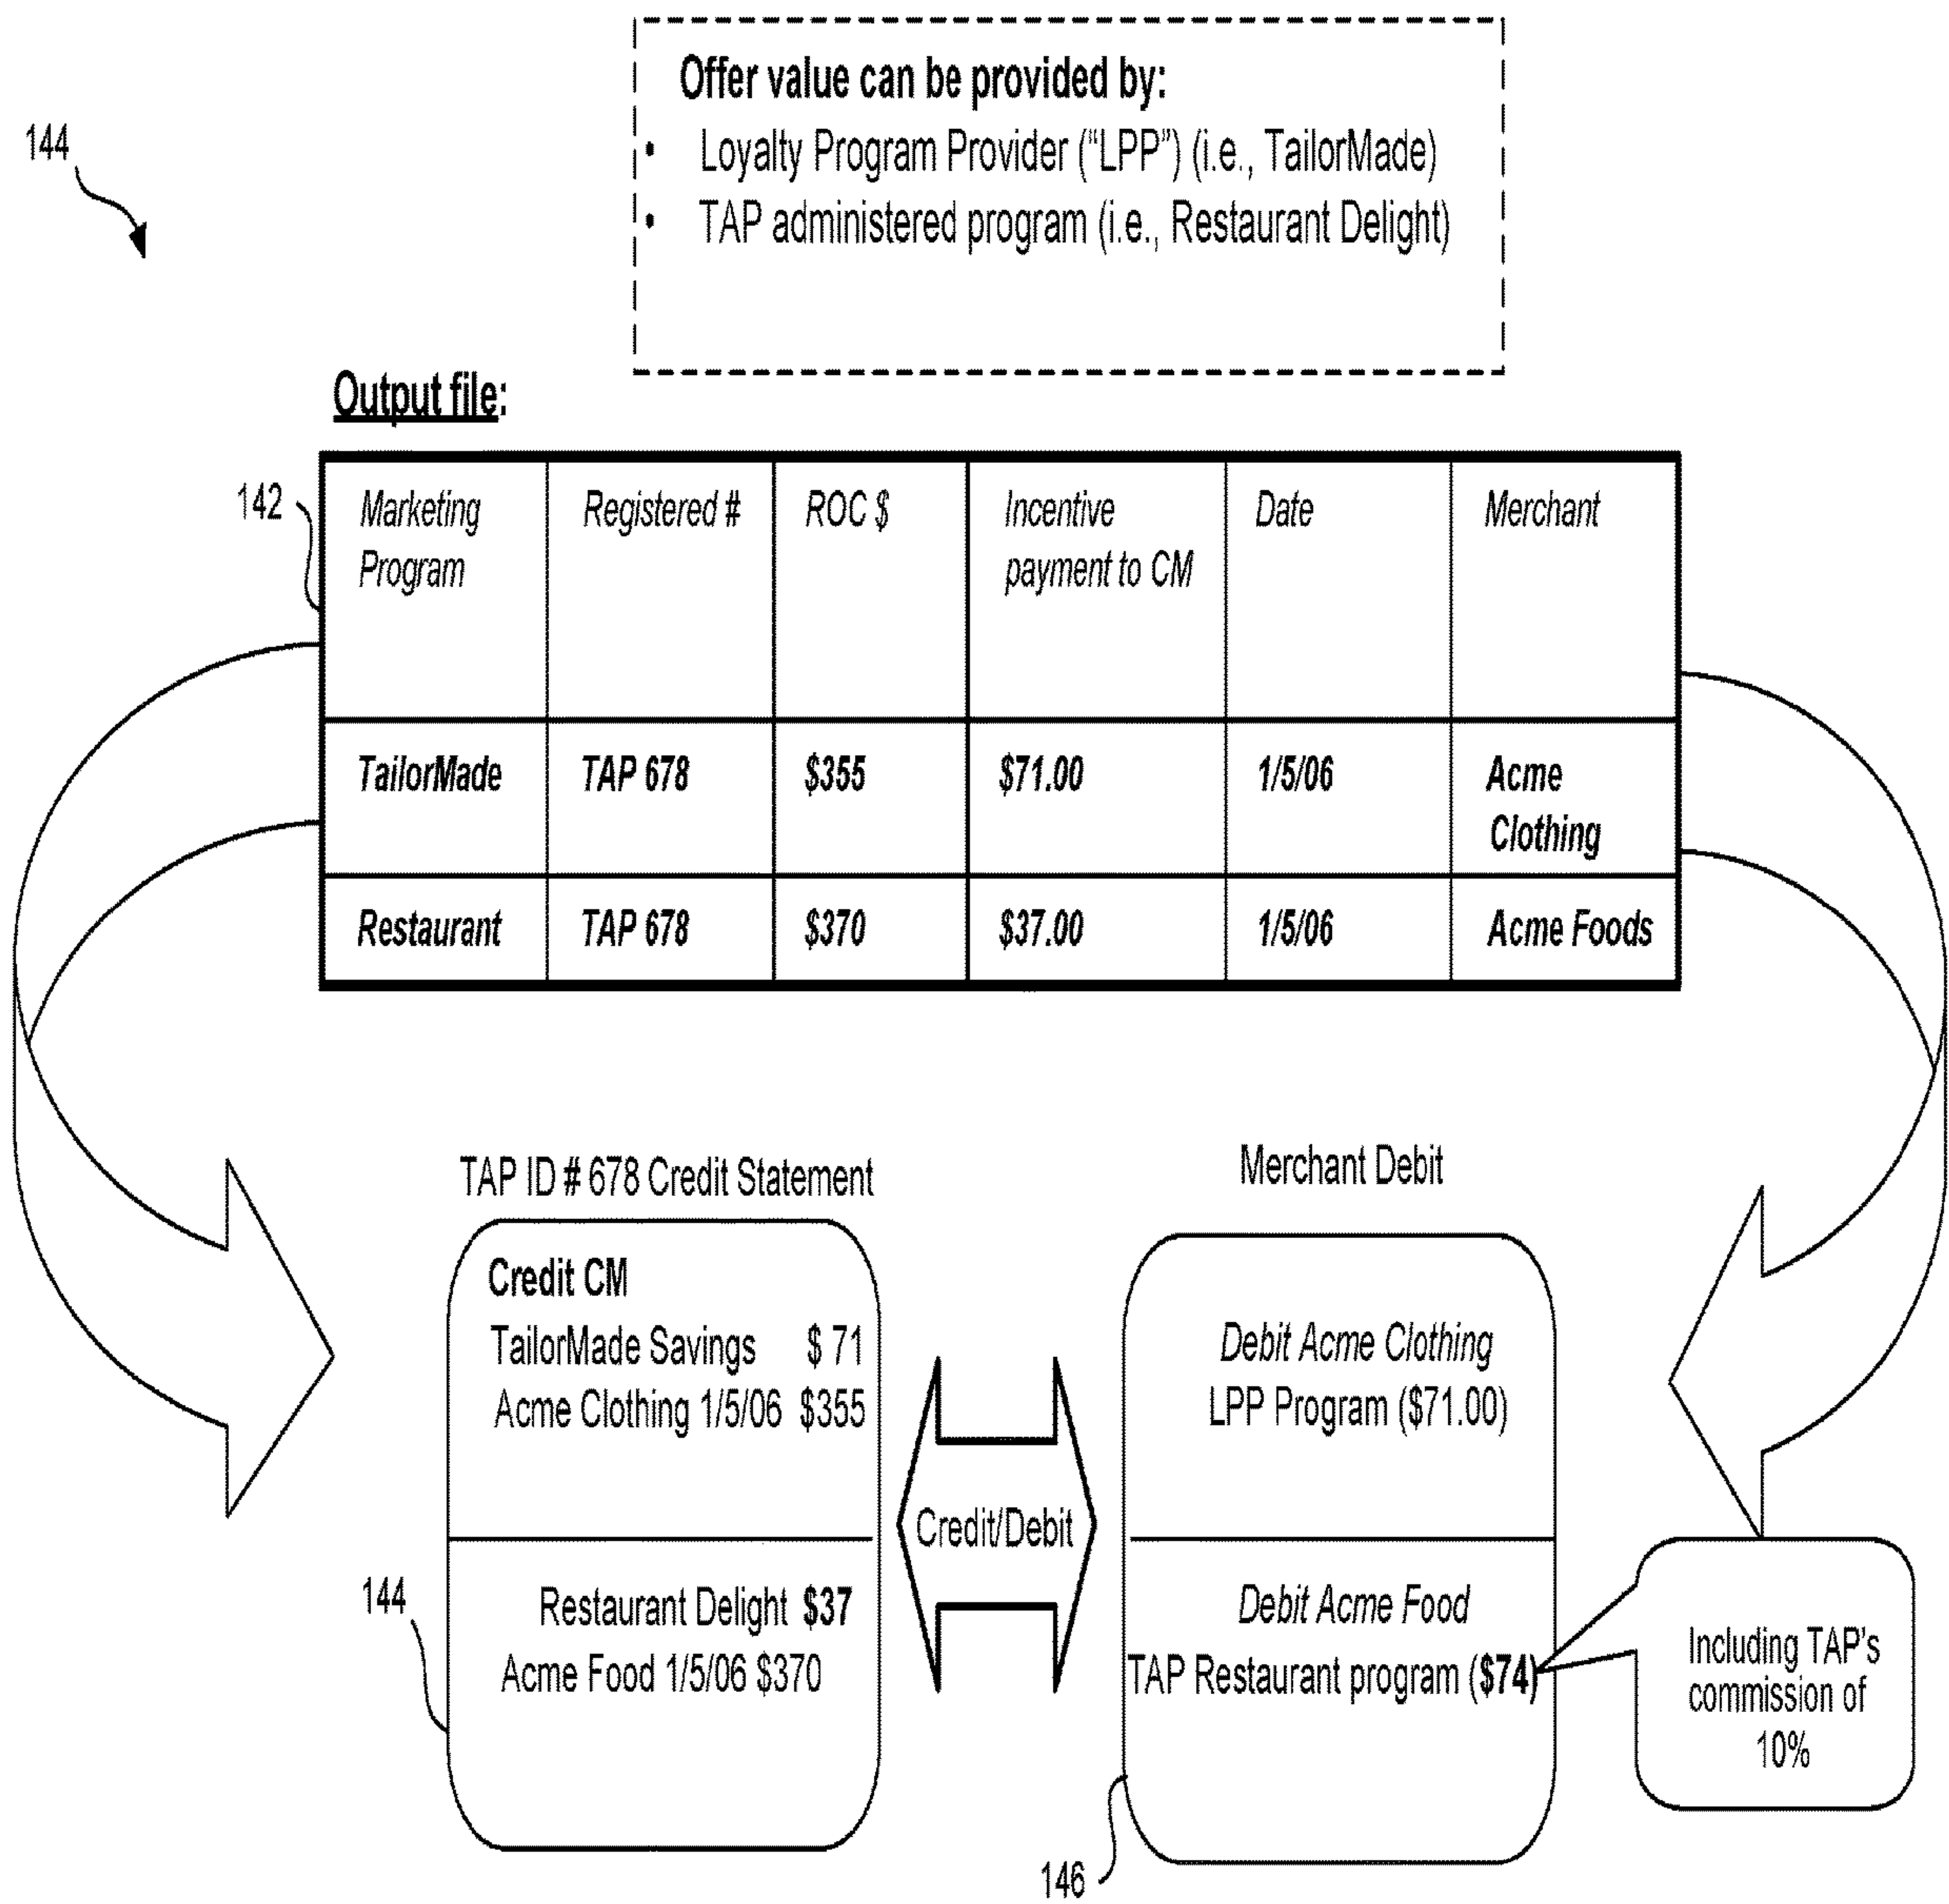 144
Offer value can be provided by:
• Loyalty Program Provider (“LPP”) (i.e., TailorMade)
• TAP administered program (i.e., Restaurant Delight)
Output file:
142
Marketing Program
Registered #
ROC $
Incentive payment to CM
Date
Merchant
TailorMade
TAP 678
$355
$71.00
1/5/06
Acme Clothing
Restaurant
TAP 678
$370
$37.00
1/5/06
Acme Foods
TAP ID # 678 Credit Statement
Credit CM
TailorMade Savings $ 71
Acme Clothing 1/5/06 $355
Restaurant Delight $37
Acme Food 1/5/06 $370
144
Credit/Debit
Merchant Debit
Debit Acme Clothing
LPP Program ($71.00)
Debit Acme Food
TAP Restaurant program ($74)
146
Including TAP’s
commission of
10%